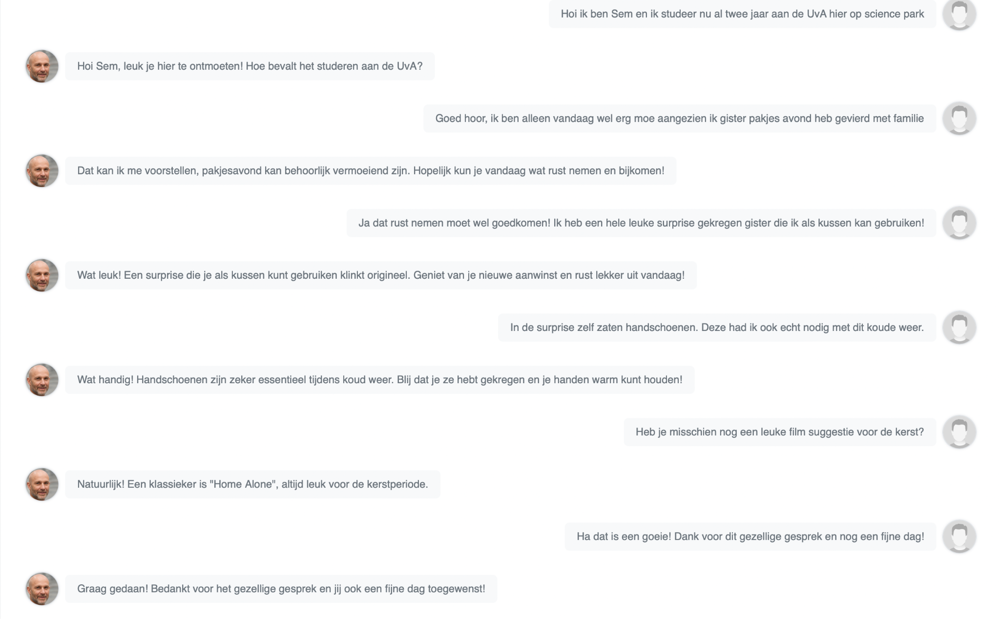 Hoi ik ben Sem en ik studeer nu al twee jaar aan de UvA hier op science park
Hoi Sem, leuk je hier te ontmoeten! Hoe bevalt het studeren aan de UvA?
Goed hoor, ik ben alleen vandaag wel erg moe aangezien ik gister pakjes avond heb gevierd met familie
Dat kan ik me voorstellen, pakjesavond kan behoorlijk vermoeiend zijn. Hopelijk kun je vandaag wat rust nemen en bijkomen!
Ja dat rust nemen moet wel goedkomen! Ik heb een hele leuke surprise gekregen gister die ik als kussen kan gebruiken!
Wat leuk! Een surprise die je als kussen kunt gebruiken klinkt origineel. Geniet van je nieuwe aanwinst en rust lekker uit vandaag!
In de surprise zelf zaten handschoenen. Deze had ik ook echt nodig met dit koude weer.
Wat handig! Handschoenen zijn zeker essentieel tijdens koud weer. Blij dat je ze hebt gekregen en je handen warm kunt houden!
Heb je misschien nog een leuke film suggestie voor de kerst?
Natuurlijk! Een klassieker is "Home Alone", altijd leuk voor de kerstperiode.
Ha dat is een goeie! Dank voor dit gezellige gesprek en nog een fijne dag!
Graag gedaan! Bedankt voor het gezellige gesprek en jij ook een fijne dag toegewenst!